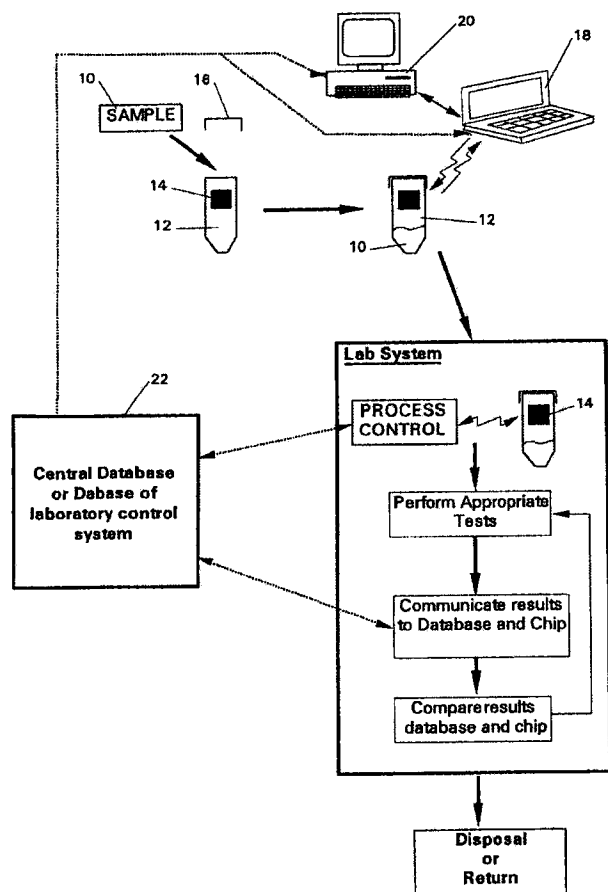 20
18
10
SAMPLE
16
14
12
12
10
Lab System
22
PROCESS
CONTROL
14
Central Database
or Dabase of
laboratory control
system
Perform Appropriate
Tests
Communicate results
to Database and Chip
Compare results
database and chip
Disposal
or
Return